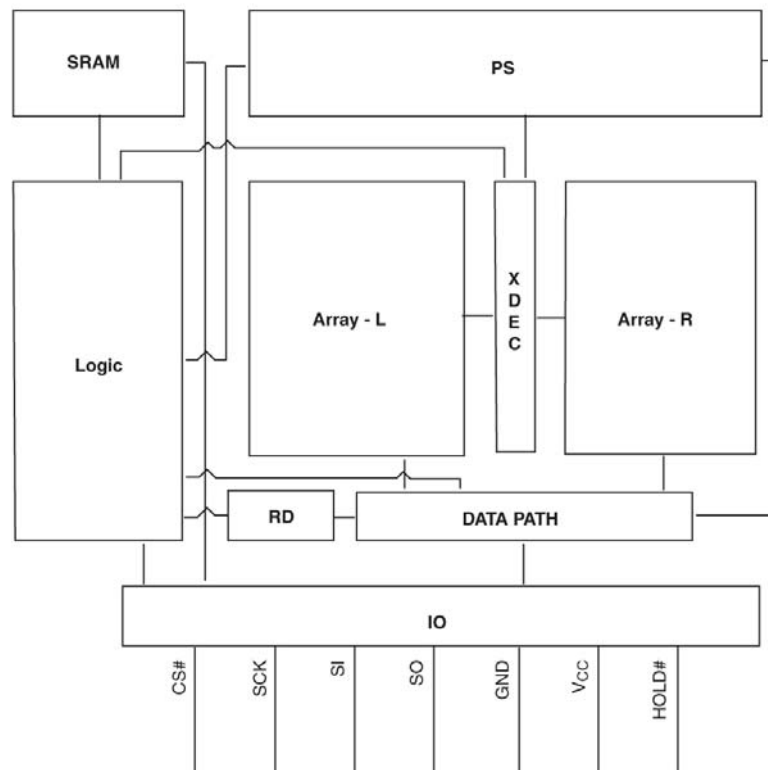 SRAM
PS
Logic
Array - L
X
D
E
C
Array - R
RD
DATA PATH
IO
CS#
SCK
SI
SO
GND
VCC
HOLD#